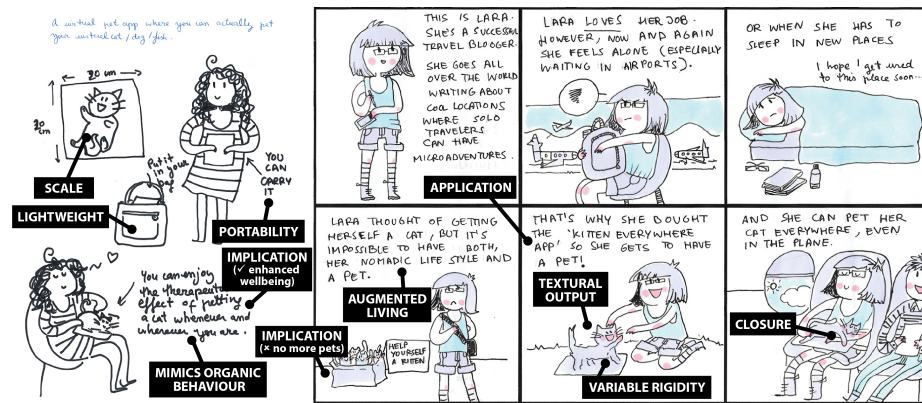 A virtual pet app where you can actually pet
your virtual cat / dog / fish.
20 cm
20
cm
SCALE
Put it
in your
bag
LIGHTWEIGHT
YOU
CAN
CARRY
IT
PORTABILITY
IMPLICATION
(✓ enhanced
wellbeing)
You can enjoy
the therapeutic
effect of petting
a cat whenever and
wherever you are.
MIMICS ORGANIC
BEHAVIOUR
THIS IS LARA.
SHE'S A SUCCESSFUL
TRAVEL BLOGGER.
SHE GOES ALL
OVER THE WORLD
WRITING ABOUT
COOL LOCATIONS
WHERE SOLO
TRAVELERS
CAN HAVE
MICROADVENTURES.
LARA LOVES HER JOB.
HOWEVER, NOW AND AGAIN
SHE FEELS ALONE (ESPECIALLY
WAITING IN AIRPORTS).
APPLICATION
OR WHEN SHE HAS TO
SLEEP IN NEW PLACES
I hope I get used
to this place soon...
LARA THOUGHT OF GETTING
HERSELF A CAT, BUT IT'S
IMPOSSIBLE TO HAVE BOTH,
HER NOMADIC LIFE STYLE AND
A PET.
AUGMENTED
LIVING
IMPLICATION
(× no more pets)
HELP
YOURSELF
A KITTEN
THAT'S WHY SHE BOUGHT
THE 'KITTEN EVERYWHERE
APP' SO SHE GETS TO HAVE
A PET!
TEXTURAL
OUTPUT
VARIABLE RIGIDITY
AND SHE CAN PET HER
CAT EVERYWHERE, EVEN
IN THE PLANE.
CLOSURE